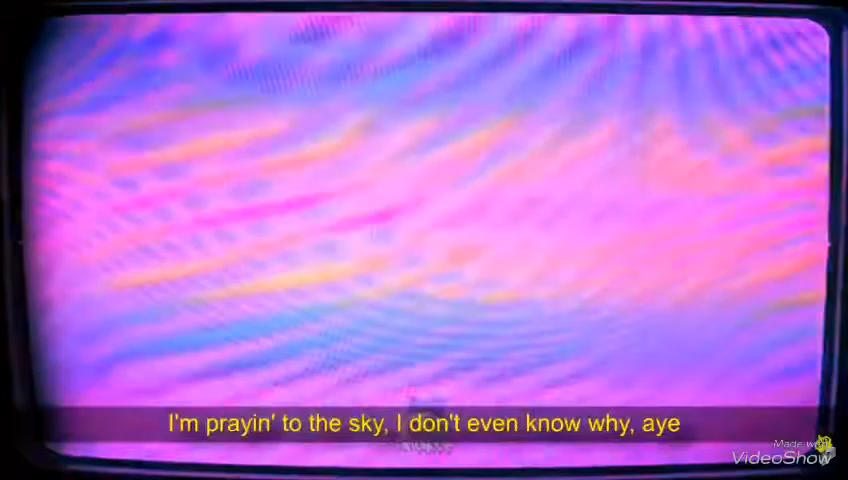 I'm prayin' to the sky, I don't even know why, aye
Made with
VideoShow